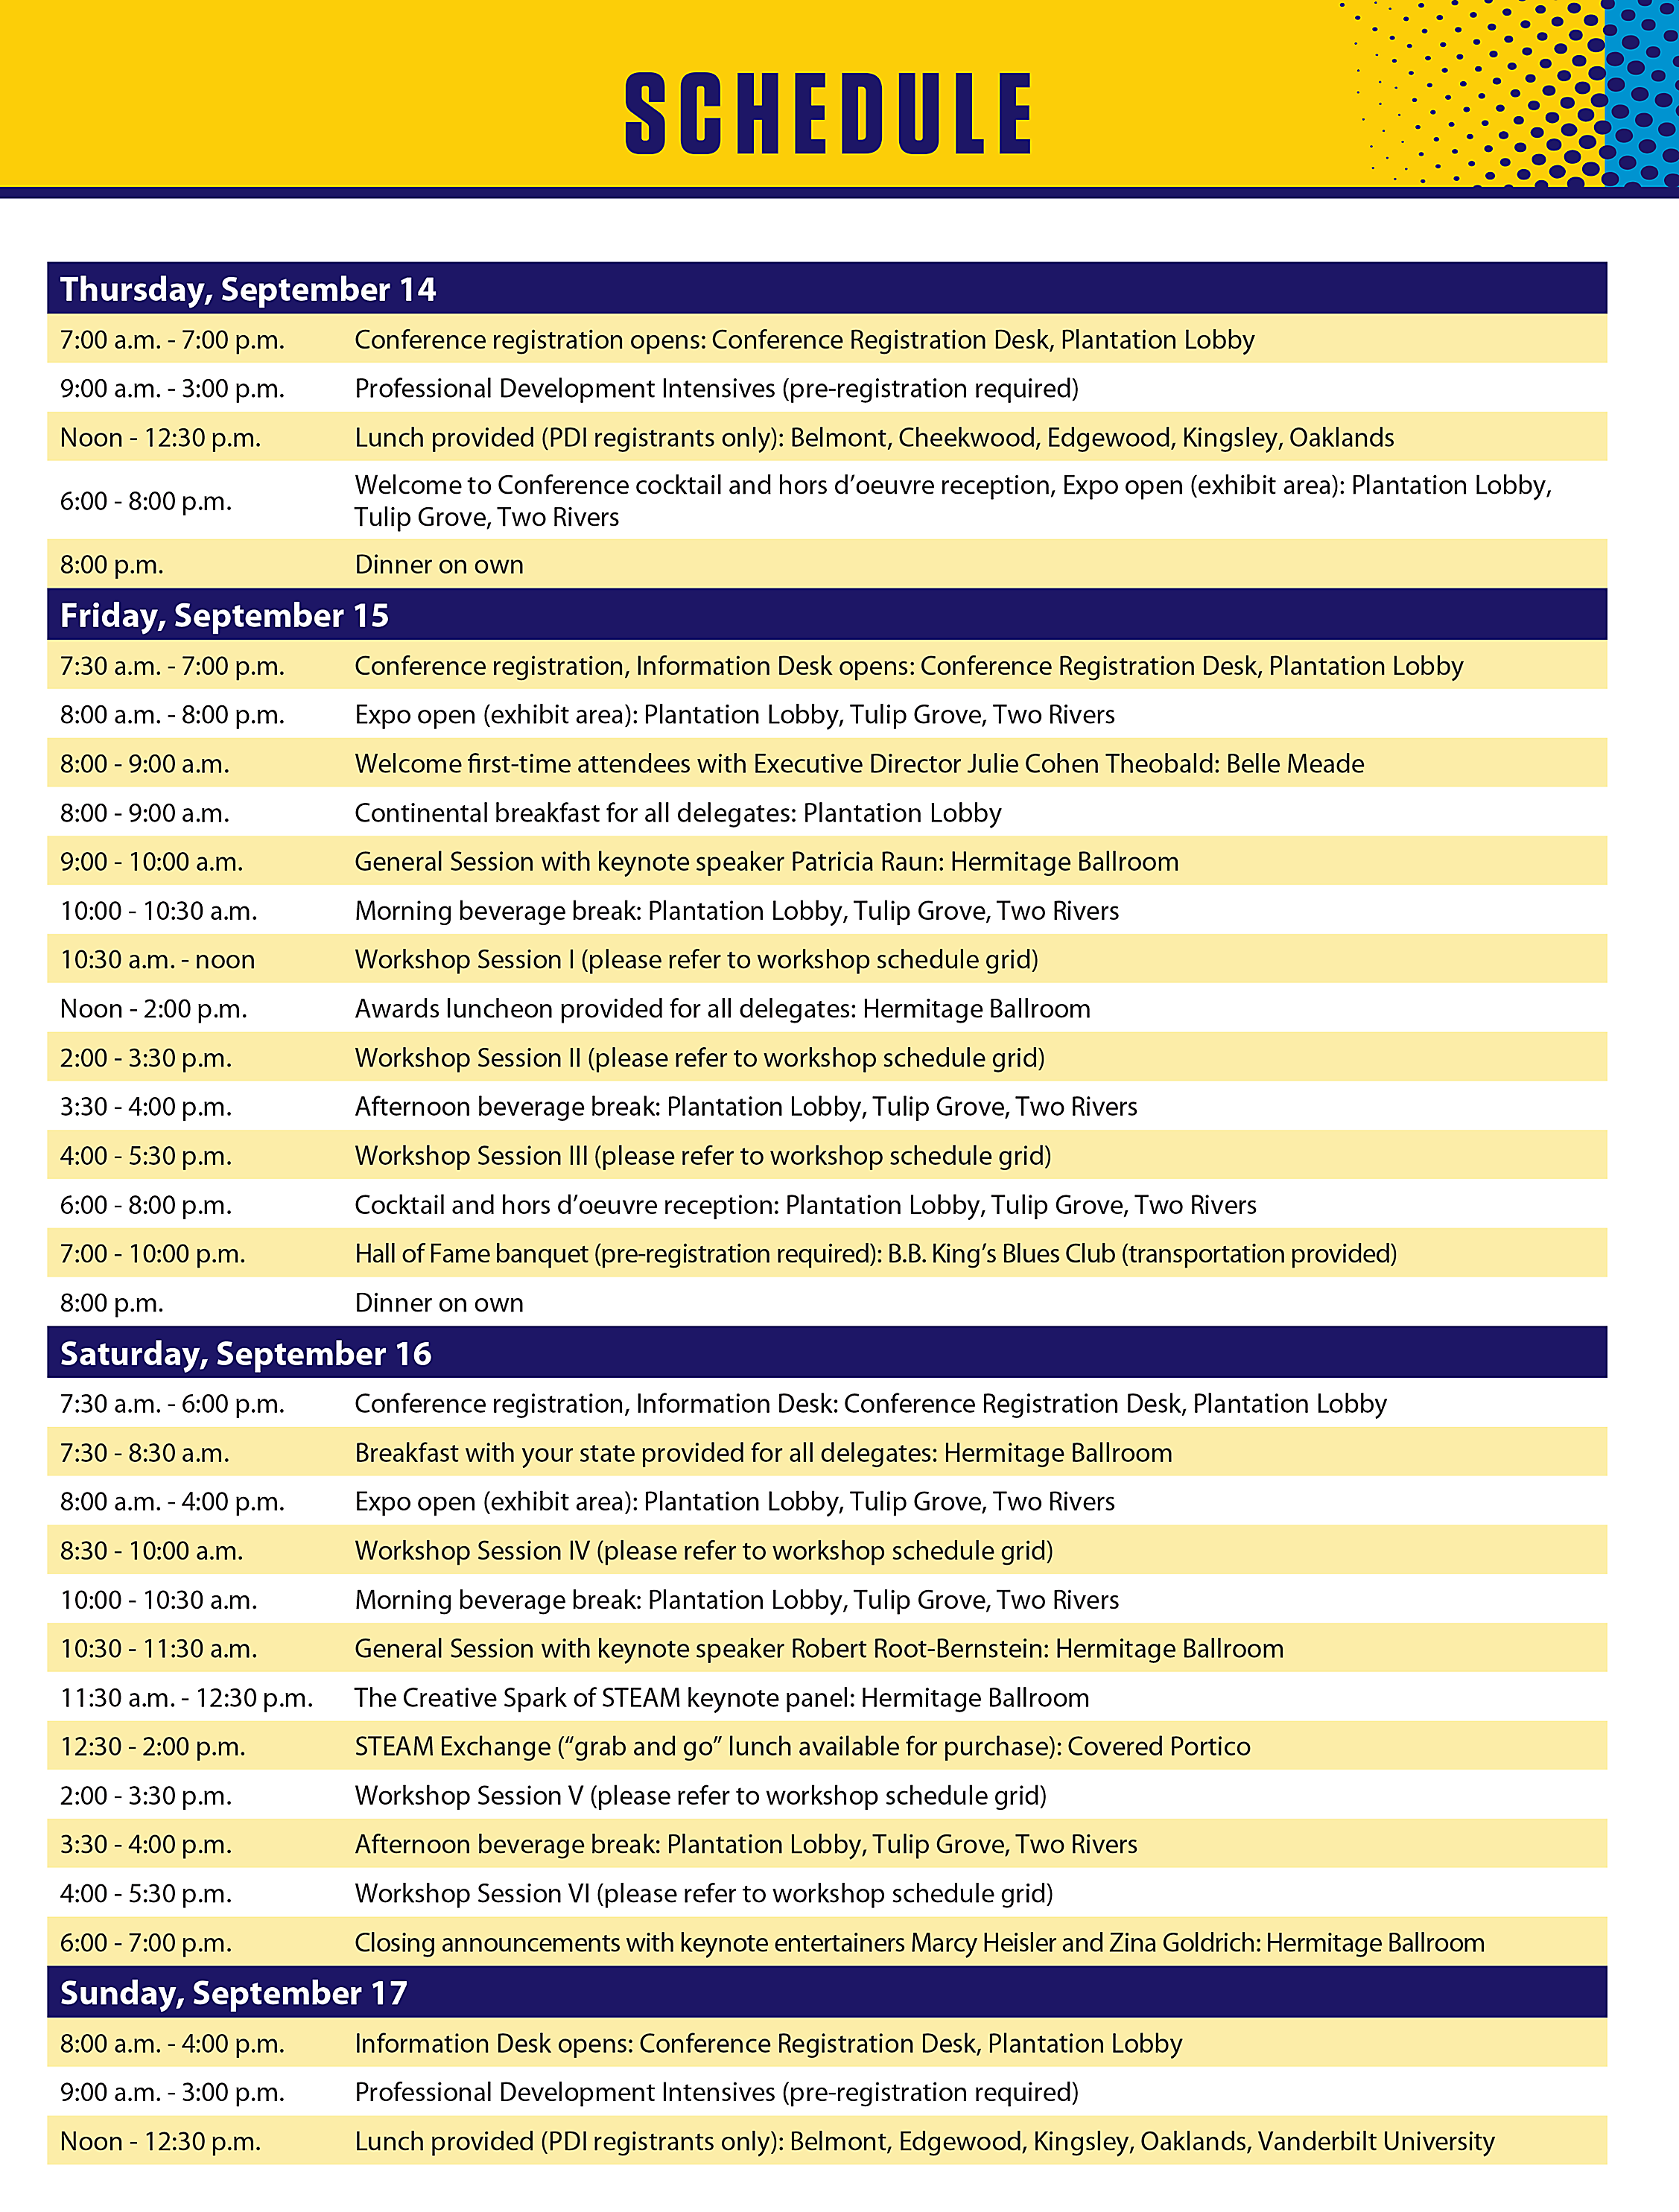 SCHEDULE
Thursday, September 14
7:00 a.m. - 7:00 p.m. Conference registration opens: Conference Registration Desk, Plantation Lobby
9:00 a.m. - 3:00 p.m. Professional Development Intensives (pre-registration required)
Noon - 12:30 p.m. Lunch provided (PDI registrants only): Belmont, Cheekwood, Edgewood, Kingsley, Oaklands
6:00 - 8:00 p.m. Welcome to Conference cocktail and hors d’oeuvre reception, Expo open (exhibit area): Plantation Lobby,
Tulip Grove, Two Rivers
8:00 p.m. Dinner on own
Friday, September 15
7:30 a.m. - 7:00 p.m. Conference registration, Information Desk opens: Conference Registration Desk, Plantation Lobby
8:00 a.m. - 8:00 p.m. Expo open (exhibit area): Plantation Lobby, Tulip Grove, Two Rivers
8:00 - 9:00 a.m. Welcome first-time attendees with Executive Director Julie Cohen Theobald: Belle Meade
8:00 - 9:00 a.m. Continental breakfast for all delegates: Plantation Lobby
9:00 - 10:00 a.m. General Session with keynote speaker Patricia Raun: Hermitage Ballroom
10:00 - 10:30 a.m. Morning beverage break: Plantation Lobby, Tulip Grove, Two Rivers
10:30 a.m. - noon Workshop Session I (please refer to workshop schedule grid)
Noon - 2:00 p.m. Awards luncheon provided for all delegates: Hermitage Ballroom
2:00 - 3:30 p.m. Workshop Session II (please refer to workshop schedule grid)
3:30 - 4:00 p.m. Afternoon beverage break: Plantation Lobby, Tulip Grove, Two Rivers
4:00 - 5:30 p.m. Workshop Session III (please refer to workshop schedule grid)
6:00 - 8:00 p.m. Cocktail and hors d’oeuvre reception: Plantation Lobby, Tulip Grove, Two Rivers
7:00 - 10:00 p.m. Hall of Fame banquet (pre-registration required): B.B. King’s Blues Club (transportation provided)
8:00 p.m. Dinner on own
Saturday, September 16
7:30 a.m. - 6:00 p.m. Conference registration, Information Desk: Conference Registration Desk, Plantation Lobby
7:30 - 8:30 a.m. Breakfast with your state provided for all delegates: Hermitage Ballroom
8:00 a.m. - 4:00 p.m. Expo open (exhibit area): Plantation Lobby, Tulip Grove, Two Rivers
8:30 - 10:00 a.m. Workshop Session IV (please refer to workshop schedule grid)
10:00 - 10:30 a.m. Morning beverage break: Plantation Lobby, Tulip Grove, Two Rivers
10:30 - 11:30 a.m. General Session with keynote speaker Robert Root-Bernstein: Hermitage Ballroom
11:30 a.m. - 12:30 p.m. The Creative Spark of STEAM keynote panel: Hermitage Ballroom
12:30 - 2:00 p.m. STEAM Exchange (“grab and go” lunch available for purchase): Covered Portico
2:00 - 3:30 p.m. Workshop Session V (please refer to workshop schedule grid)
3:30 - 4:00 p.m. Afternoon beverage break: Plantation Lobby, Tulip Grove, Two Rivers
4:00 - 5:30 p.m. Workshop Session VI (please refer to workshop schedule grid)
6:00 - 7:00 p.m. Closing announcements with keynote entertainers Marcy Heisler and Zina Goldrich: Hermitage Ballroom
Sunday, September 17
8:00 a.m. - 4:00 p.m. Information Desk opens: Conference Registration Desk, Plantation Lobby
9:00 a.m. - 3:00 p.m. Professional Development Intensives (pre-registration required)
Noon - 12:30 p.m. Lunch provided (PDI registrants only): Belmont, Edgewood, Kingsley, Oaklands, Vanderbilt University